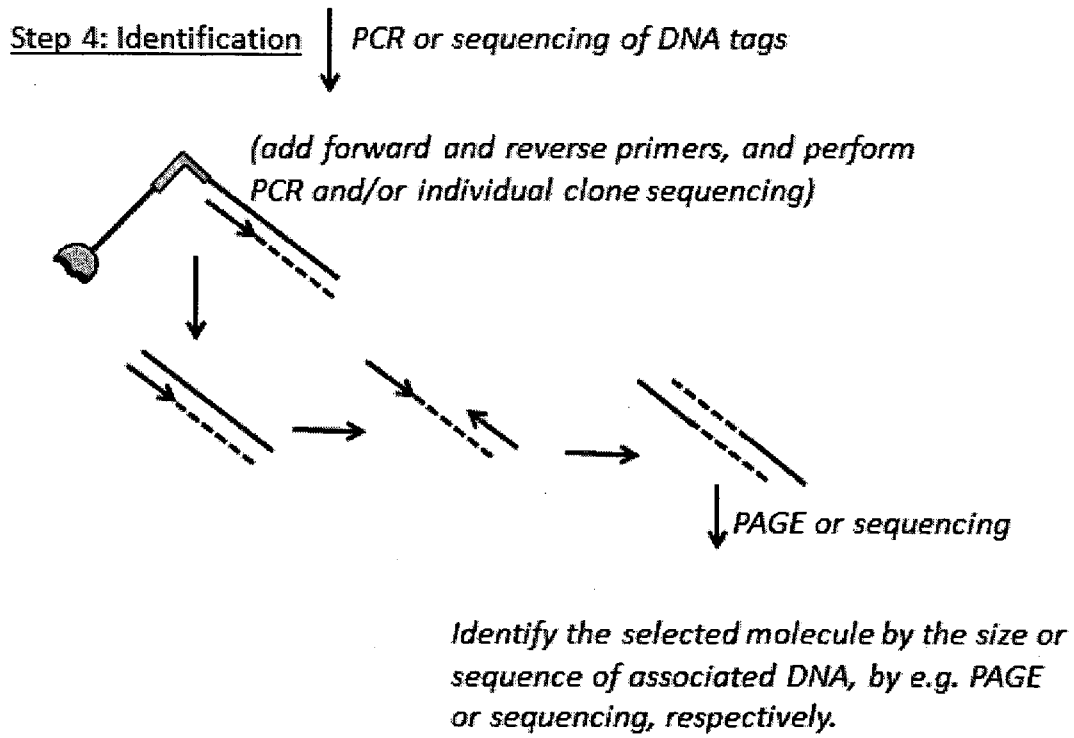 Step 4: Identification
PCR or sequencing of DNA tags
(add forward and reverse primers, and perform
PCR and/or individual clone sequencing)
PAGE or sequencing
Identify the selected molecule by the size or
sequence of associated DNA, by e.g. PAGE
or sequencing, respectively.